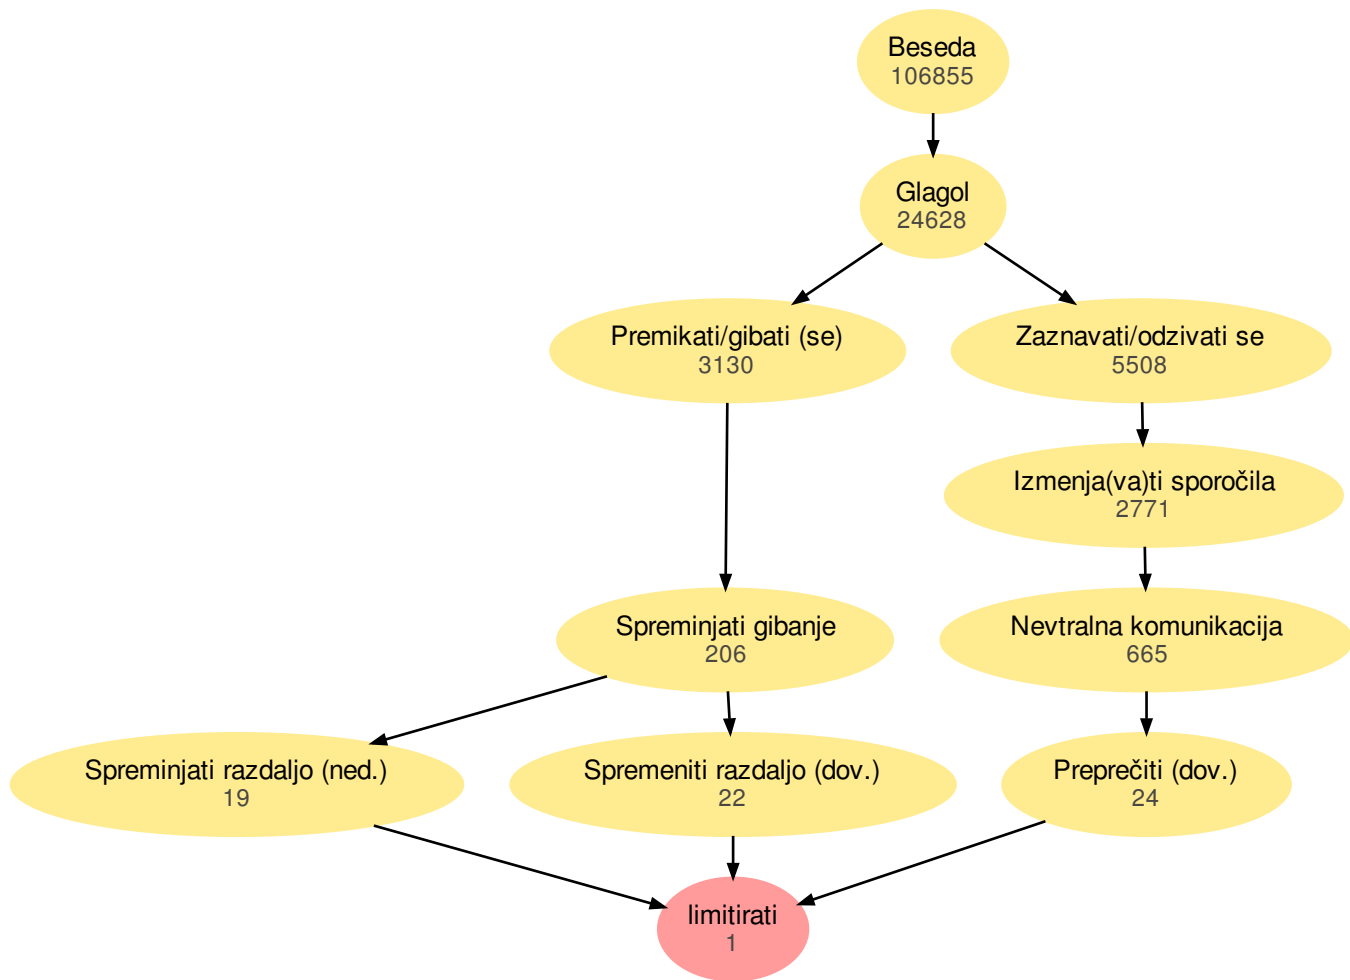 Beseda
106855
Glagol
24628
Premikati/gibati (se)
3130
Zaznavati/odzivati se
5508
Izmenja(va)ti sporočila
2771
Spreminjati gibanje
206
Nevtralna komunikacija
665
Spreminjati razdaljo (ned.)
19
Spremeniti razdaljo (dov.)
22
Preprečiti (dov.)
24
limitirati
1